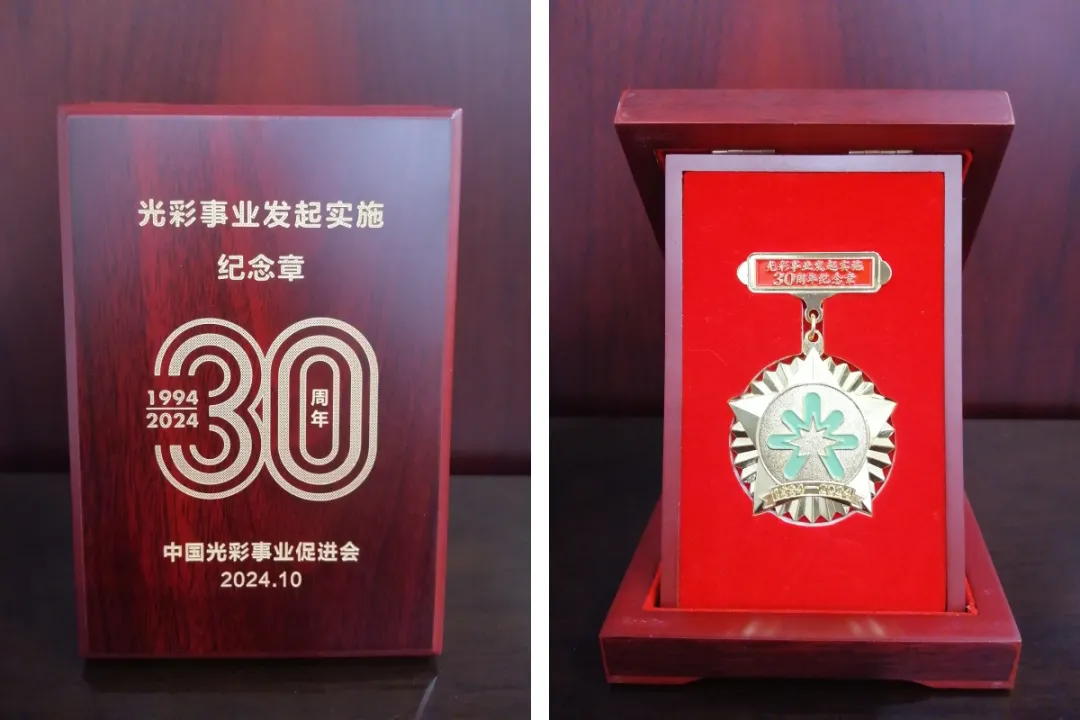 光彩事业发起实施
纪念章
1994
2024
30
周年
中国光彩事业促进会
2024.10
光彩事业发起实施
30周年纪念章
1994—2024